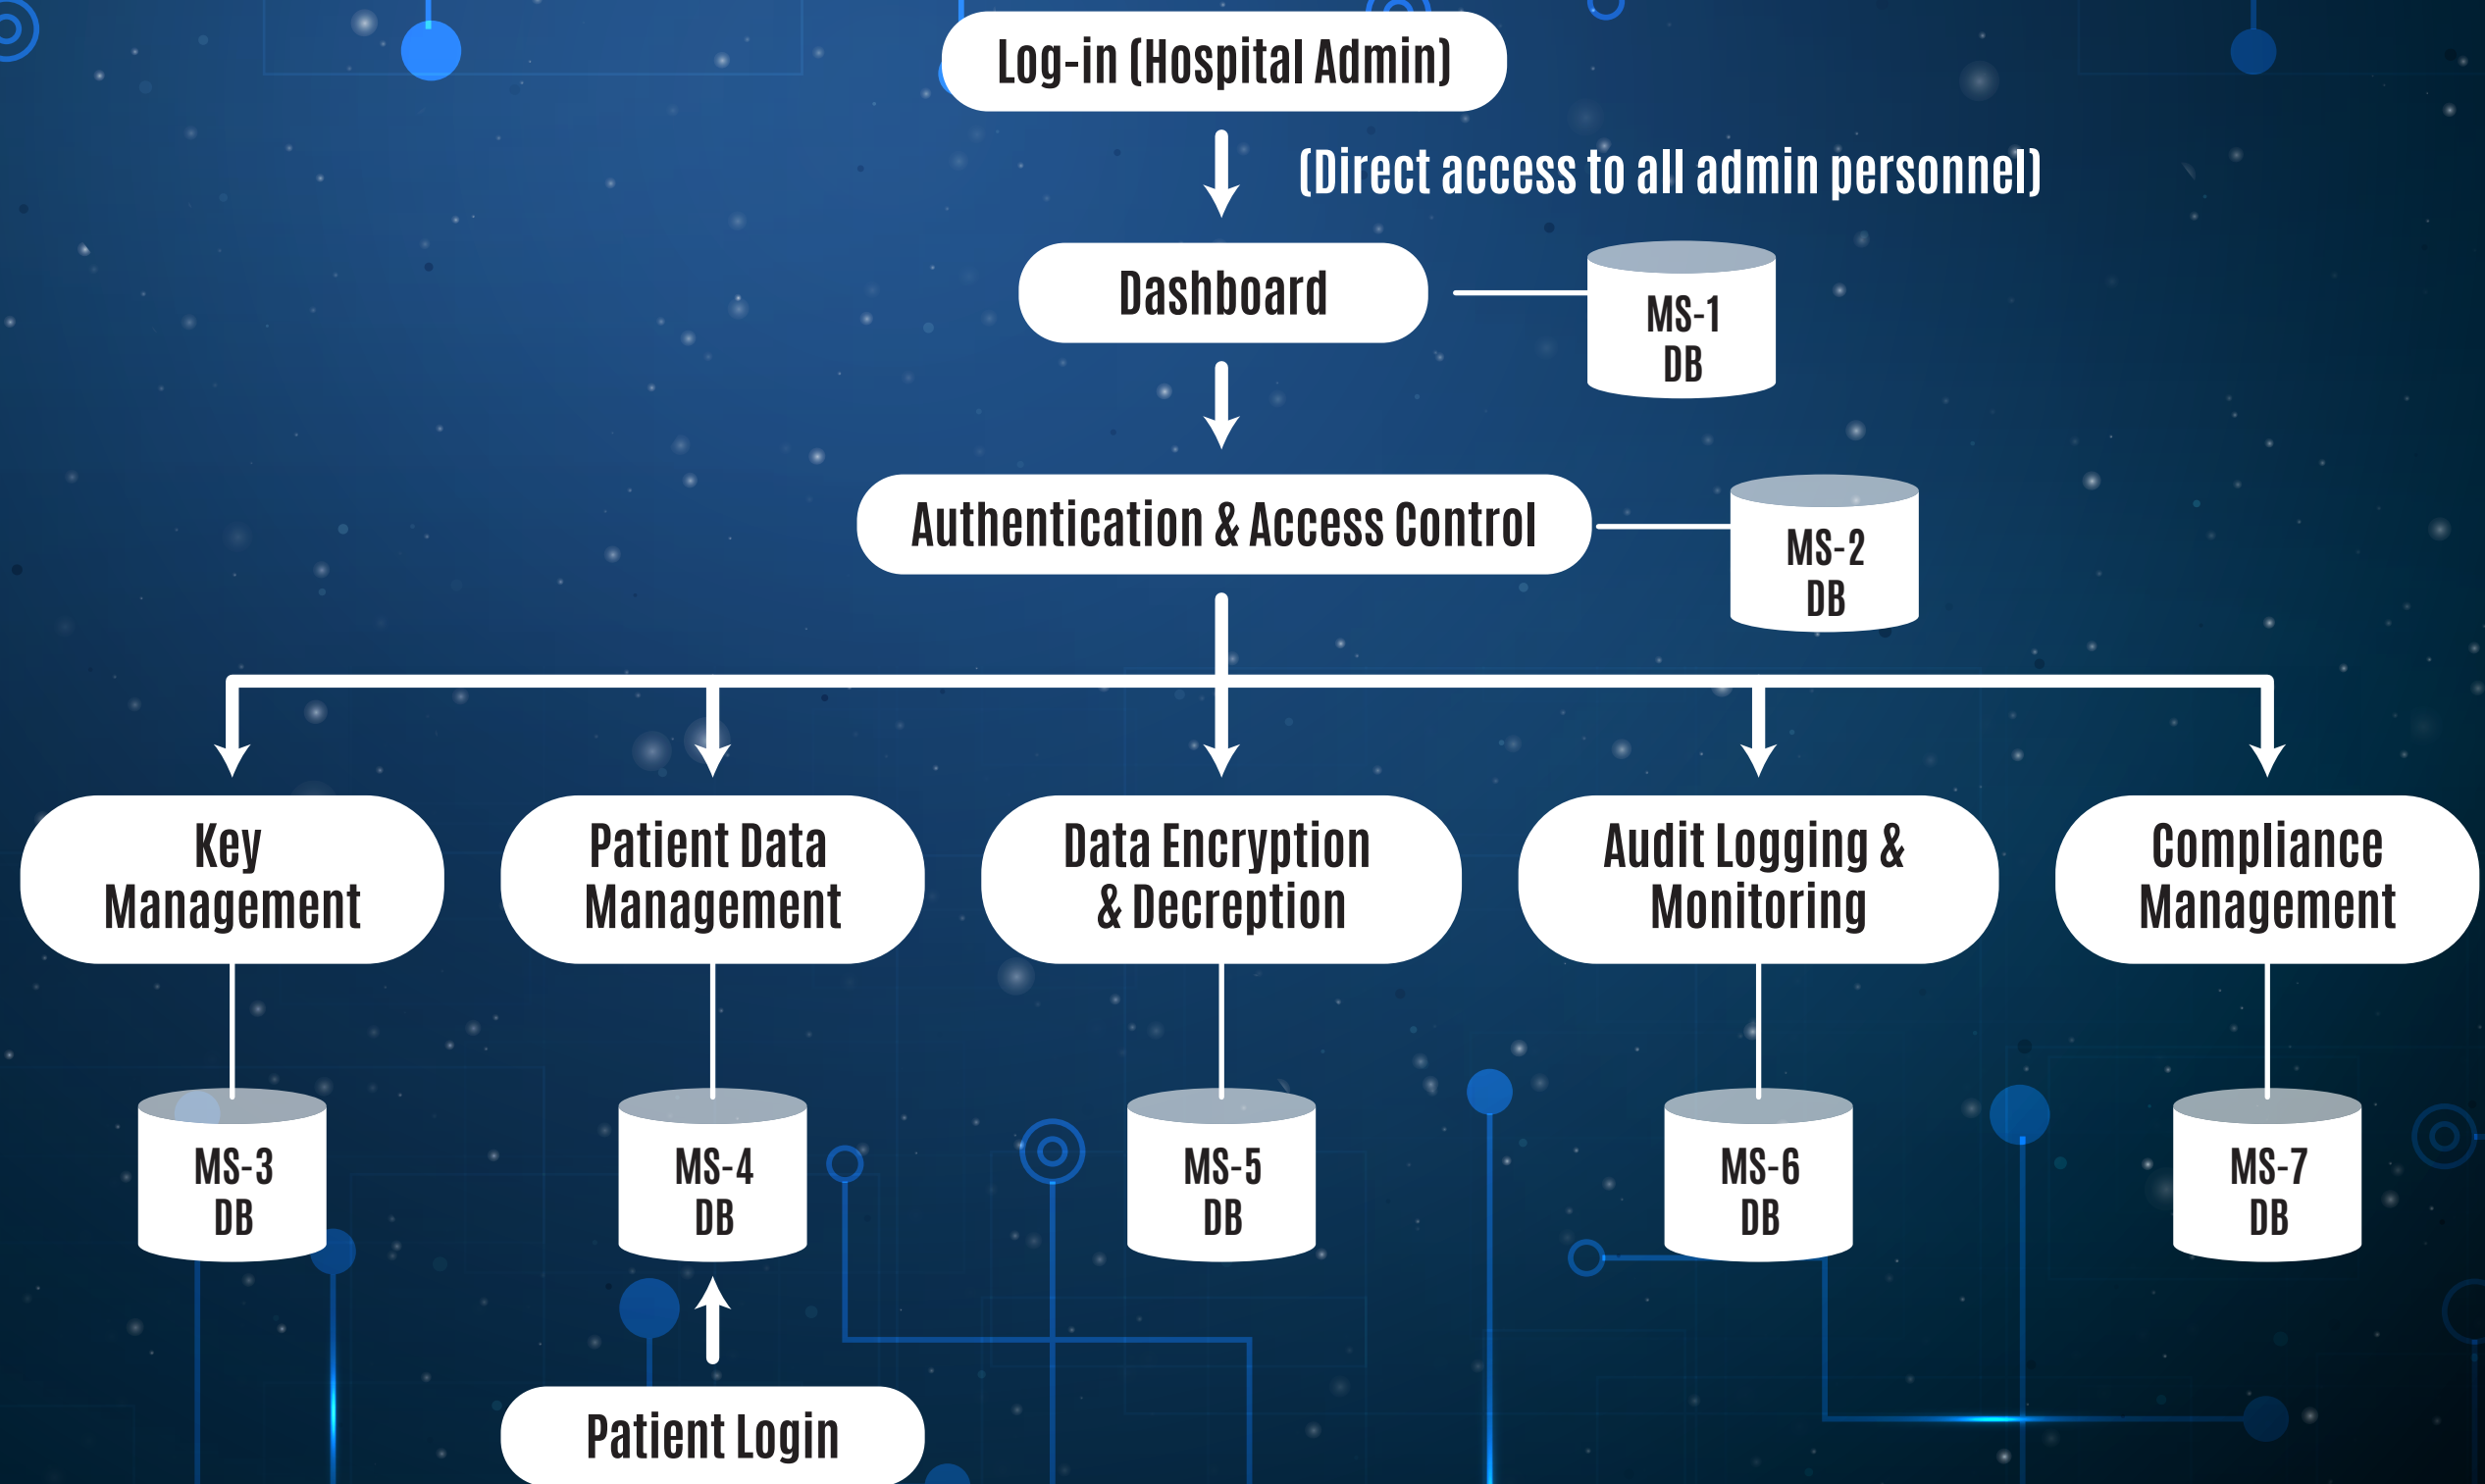 Log-in (Hospital Admin)
(Direct access to all admin personnel)
Dashboard
MS-1
DB
Authentication & Access Control
MS-2
DB
Key
Management
Patient Data
Management
Data Encryption
& Decreption
Audit Logging &
Monitoring
Compliance
Management
MS-3
DB
MS-4
DB
MS-5
DB
MS-6
DB
MS-7
DB
Patient Login